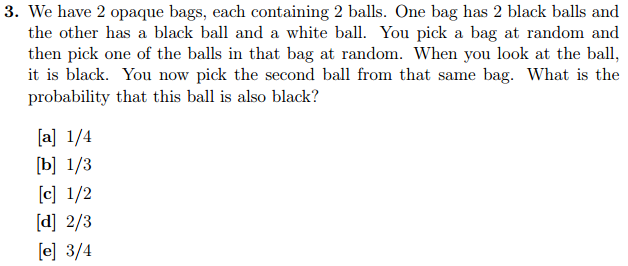 3. We have 2 opaque bags, each containing 2 balls. One bag has 2 black balls and
the other has a black ball and a white ball. You pick a bag at random and
then pick one of the balls in that bag at random. When you look at the ball,
it is black. You now pick the second ball from that same bag. What is the
probability that this ball is also black?
[a] 1/4
[b] 1/3
[c] 1/2
[d] 2/3
[e] 3/4